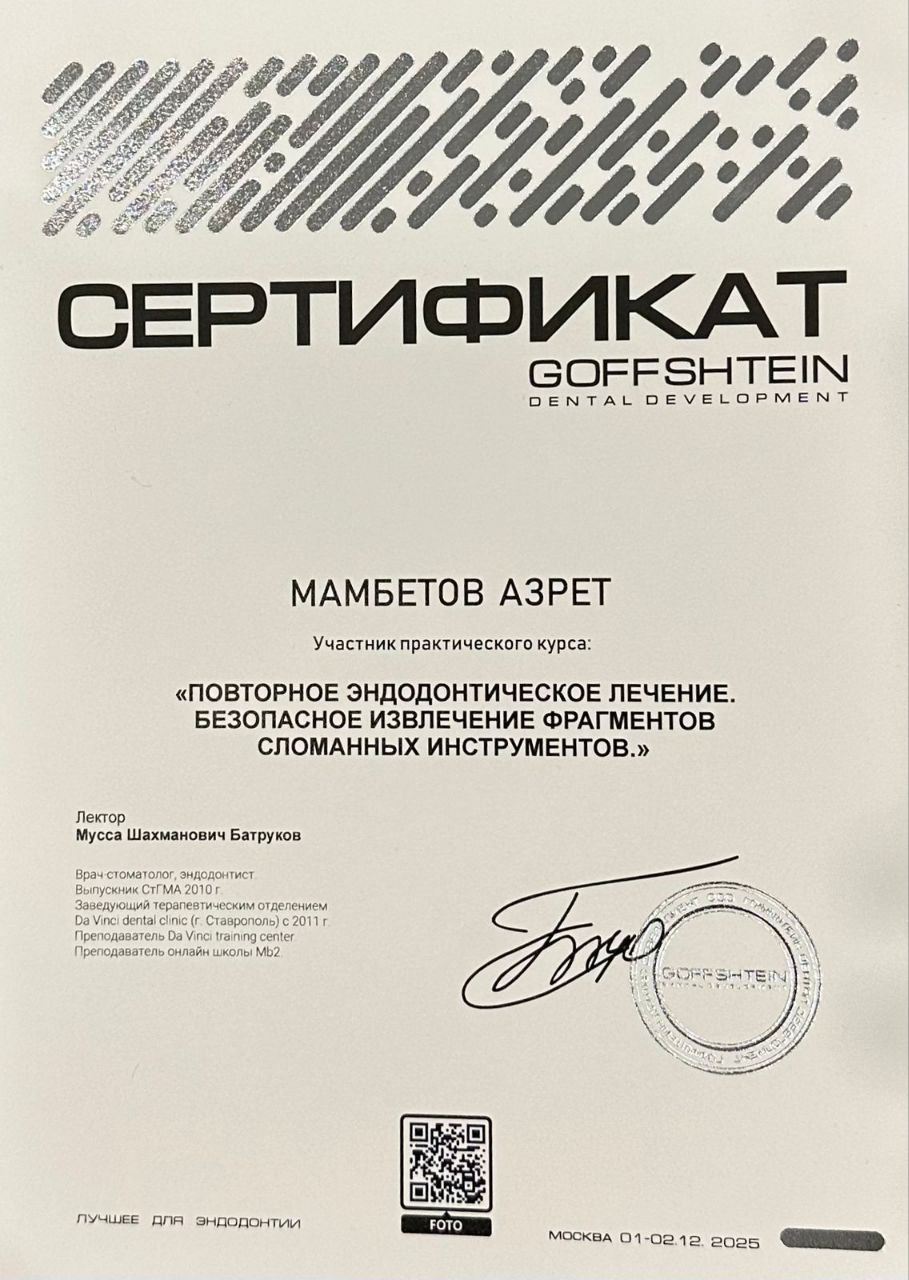 СЕРТИФИКАТ
GOFFSHTEIN
DENTAL DEVELOPMENT
МАМБЕТОВ АЗРЕТ
Участник практического курса:
«ПОВТОРНОЕ ЭНДОДОНТИЧЕСКОЕ ЛЕЧЕНИЕ.
БЕЗОПАСНОЕ ИЗВЛЕЧЕНИЕ ФРАГМЕНТОВ
СЛОМАННЫХ ИНСТРУМЕНТОВ.»
Лектор
Мусса Шахманович Батруков
Врач-стоматолог, эндодонтист.
Выпускник СтГМА 2010 г.
Заведующий терапевтическим отделением
Da Vinci dental clinic (г. Ставрополь) с 2011 г.
Преподаватель Da Vinci training center.
Преподаватель онлайн школы Mb2.
GOFFSHTEIN
DENTAL DEVELOPMENT
FOTO
ЛУЧШЕЕ ДЛЯ ЭНДОДОНТИИ
МОСКВА 01-02.12. 2025